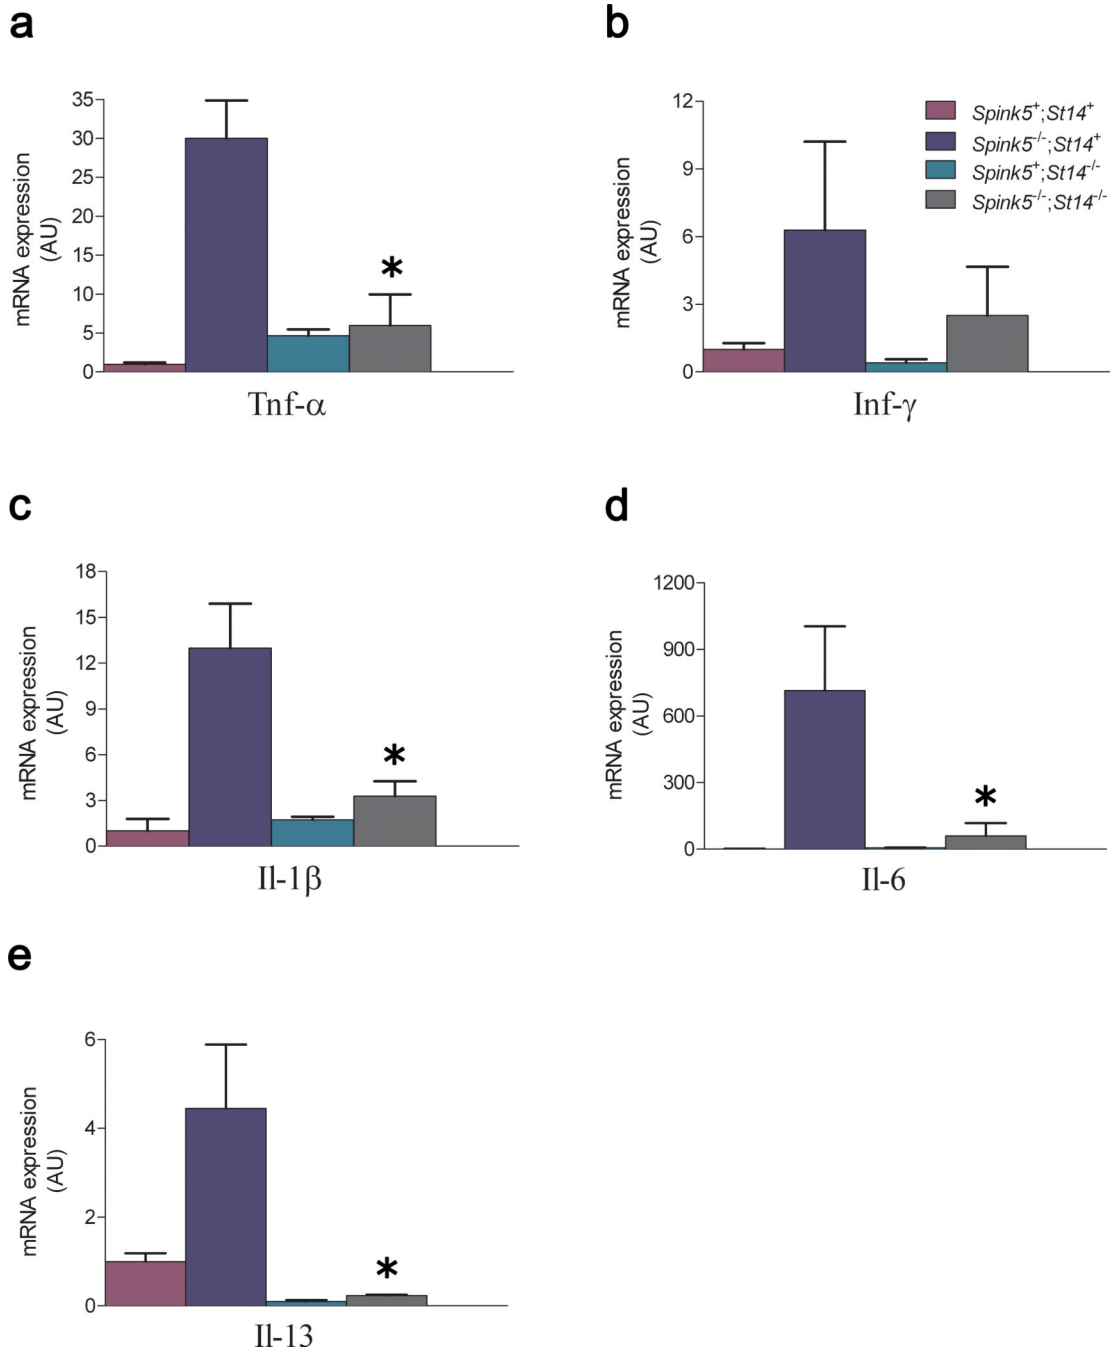 a
mRNA expression
(AU)
35
30
25
20
15
10
5
0
*
Tnf-α
b
mRNA expression
(AU)
12
9
6
3
0
Spink5+;St14+
Spink5-/-;St14+
Spink5+;St14-/-
Spink5-/-;St14-/-
Inf-γ
c
mRNA expression
(AU)
18
15
12
9
6
3
0
*
Il-1β
d
mRNA expression
(AU)
1200
900
600
300
0
*
Il-6
e
mRNA expression
(AU)
6
4
2
0
*
Il-13